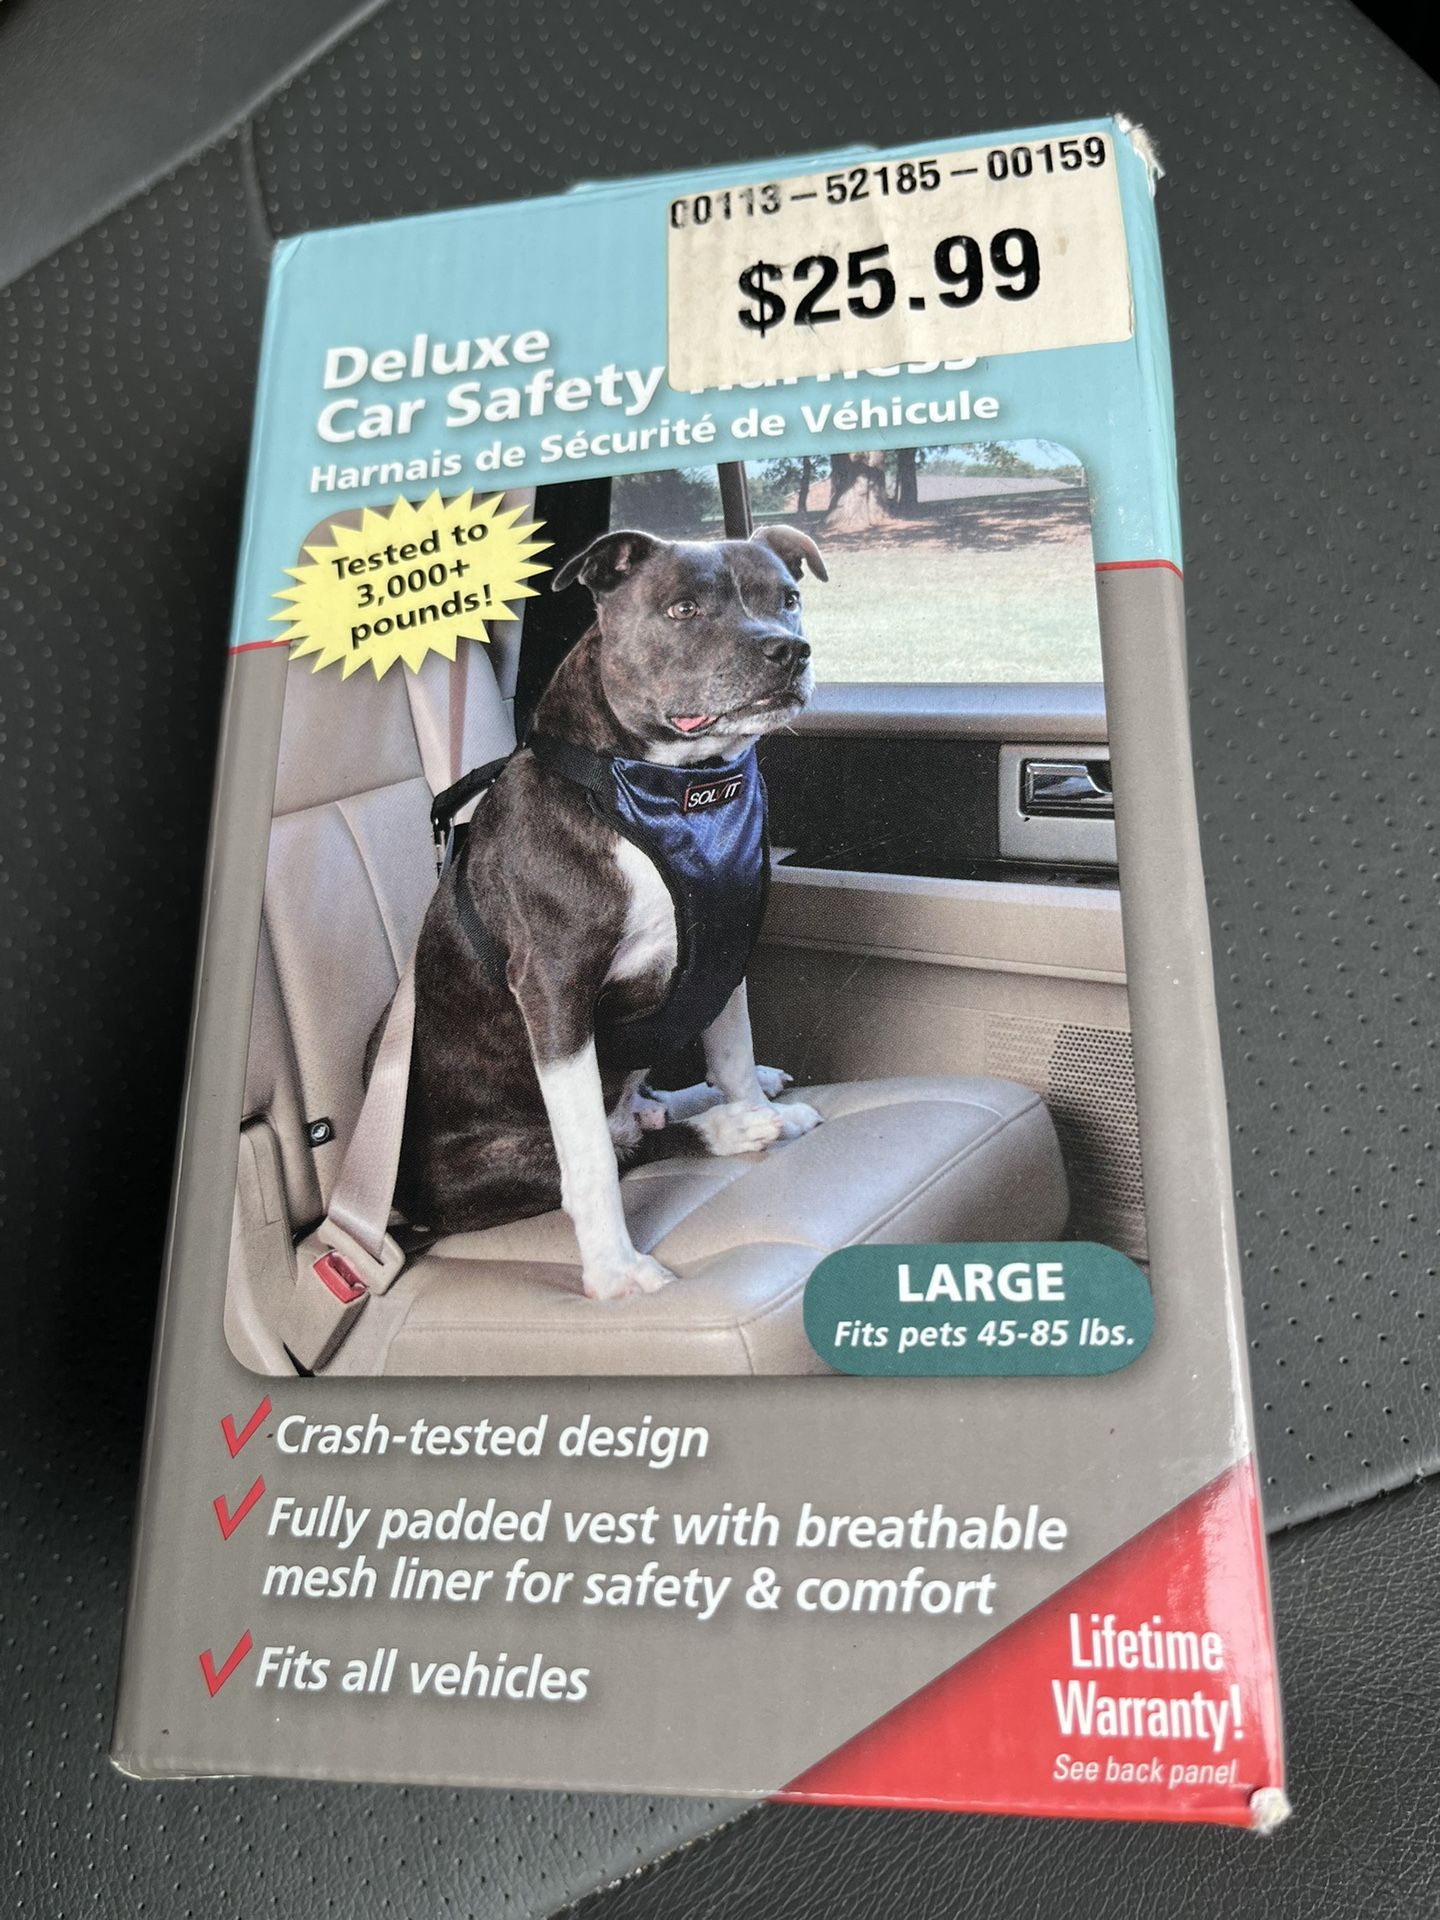 00113-52185-00159
$25.99
Deluxe
Car Safety
Harnais de Sécurité de Véhicule
Tested to
3,000+
pounds!
SOLVIT
LARGE
Fits pets 45-85 lbs.
Crash-tested design
Fully padded vest with breathable
mesh liner for safety & comfort
Fits all vehicles
Lifetime
Warranty!
See back panel